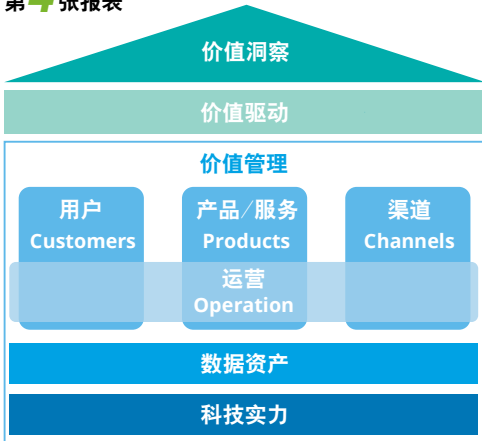 第4张报表
价值洞察
价值驱动
价值管理
用户
Customers
产品/服务
Products
渠道
Channels
运营
Operation
数据资产
科技实力